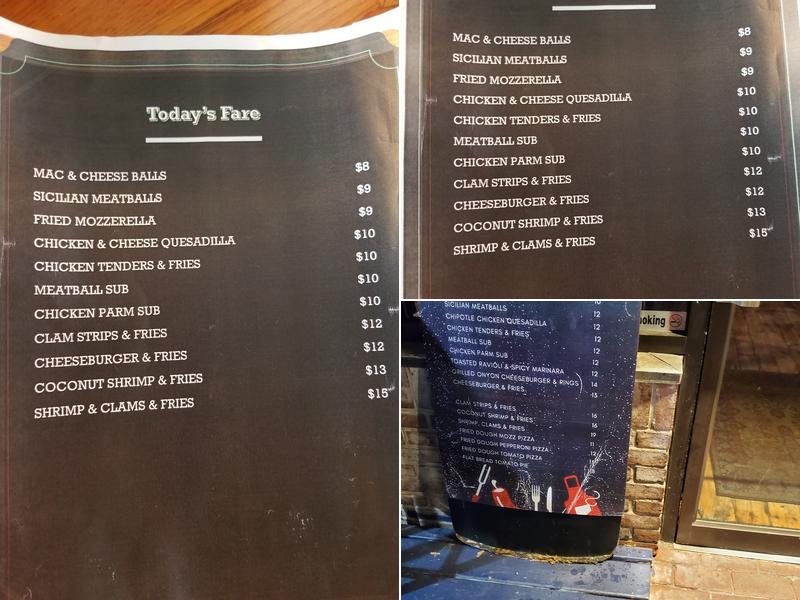 Today's Fare
MAC & CHEESE BALLS $8
SICILIAN MEATBALLS $9
FRIED MOZZERELLA $9
CHICKEN & CHEESE QUESADILLA $10
CHICKEN TENDERS & FRIES $10
MEATBALL SUB $10
CHICKEN PARM SUB $10
CLAM STRIPS & FRIES $12
CHEESEBURGER & FRIES $12
COCONUT SHRIMP & FRIES $13
SHRIMP & CLAMS & FRIES $15
MAC & CHEESE BALLS $8
SICILIAN MEATBALLS $9
FRIED MOZZERELLA $9
CHICKEN & CHEESE QUESADILLA $10
CHICKEN TENDERS & FRIES $10
MEATBALL SUB $10
CHICKEN PARM SUB $10
CLAM STRIPS & FRIES $12
CHEESEBURGER & FRIES $12
COCONUT SHRIMP & FRIES $13
SHRIMP & CLAMS & FRIES $15
SICILIAN MEATBALLS 10
CHIPOTLE CHICKEN QUESADILLA 12
CHICKEN TENDERS & FRIES 12
MEATBALL SUB 12
CHICKEN PARM SUB 12
TOASTED RAVIOLI & SPICY MARINARA 12
GRILLED ONYON CHEESEBURGER & RINGS 14
CHEESEBURGER & FRIES
CLAM STRIPS & FRIES 16
COCONUT SHRIMP & FRIES 16
SHRIMP, CLAMS & FRIES 19
FRIED DOUGH MOZZ PIZZA 11
FRIED DOUGH PEPPERONI PIZZA 12
FRIED DOUGH TOMATO PIZZA
FLAT BREAD TOMATO PIE
oking